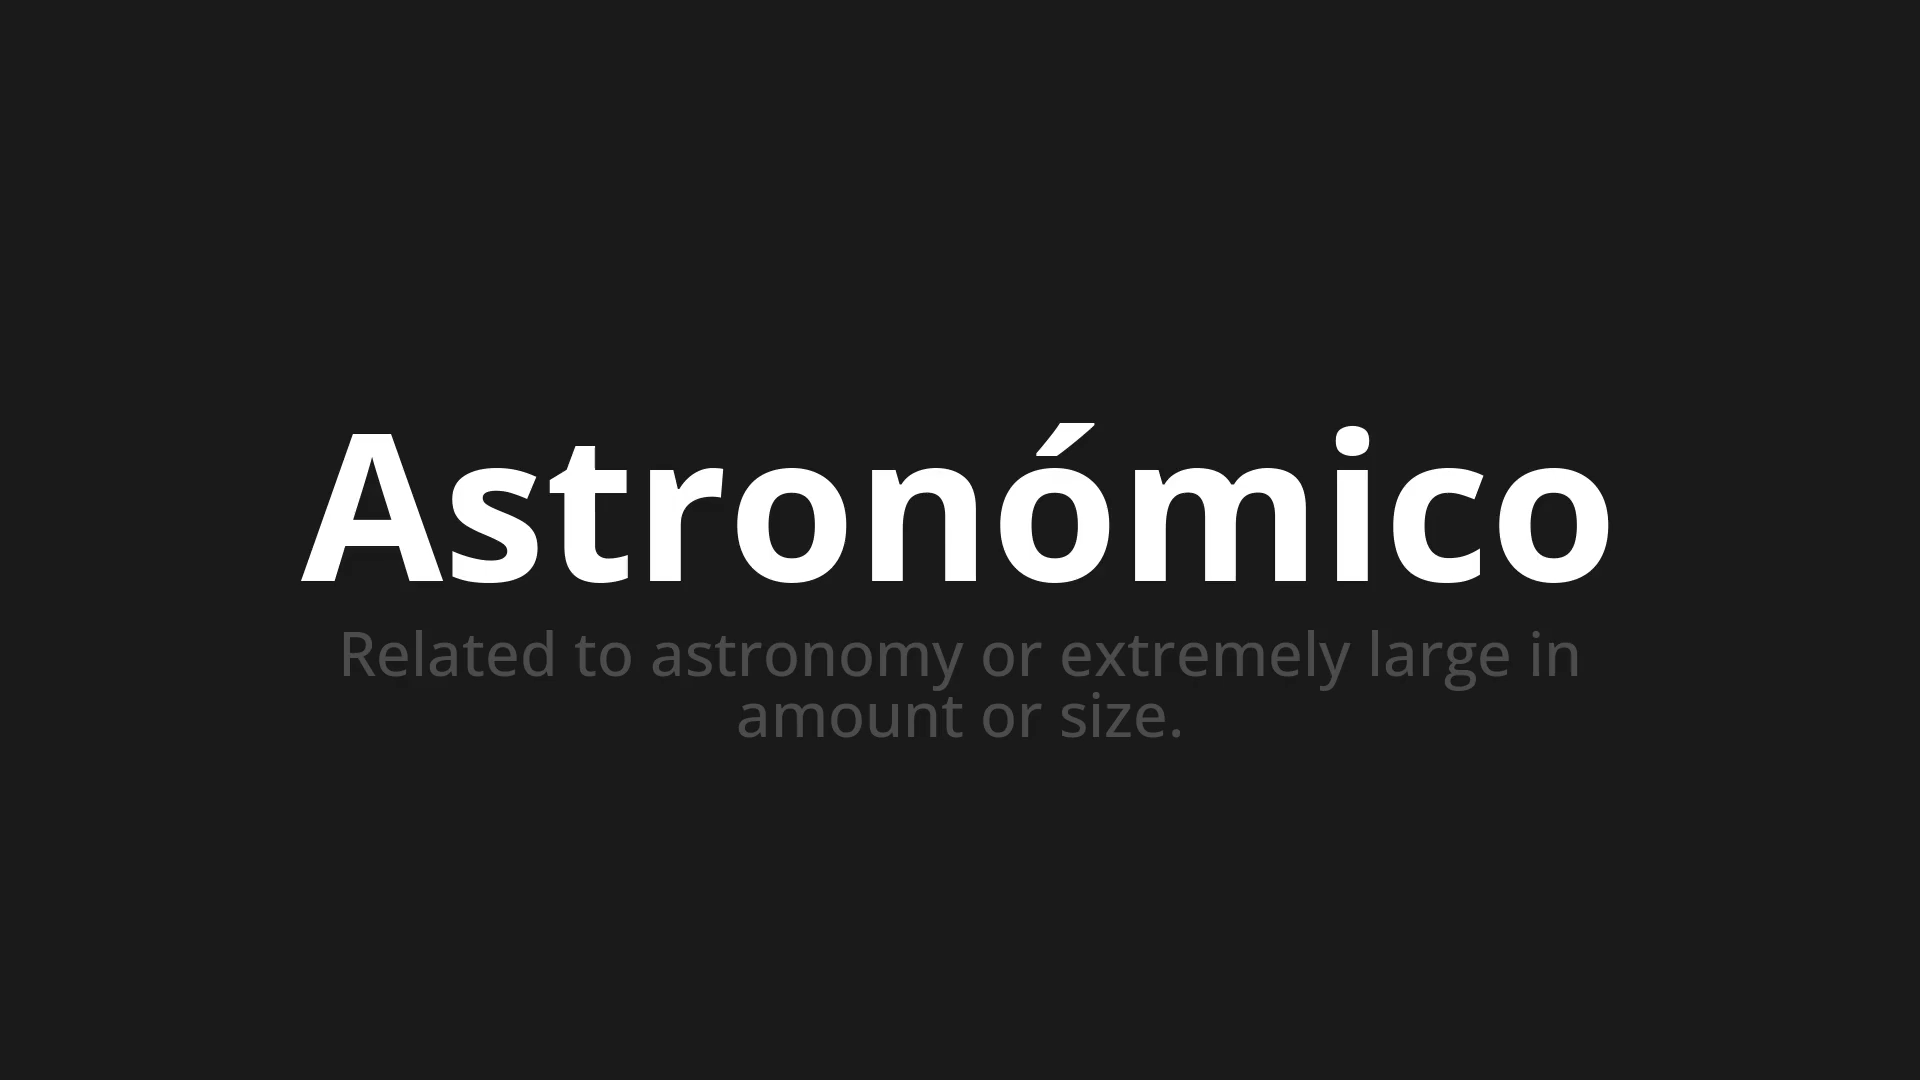 Astronómico
Related to astronomy or extremely large in
amount or size.